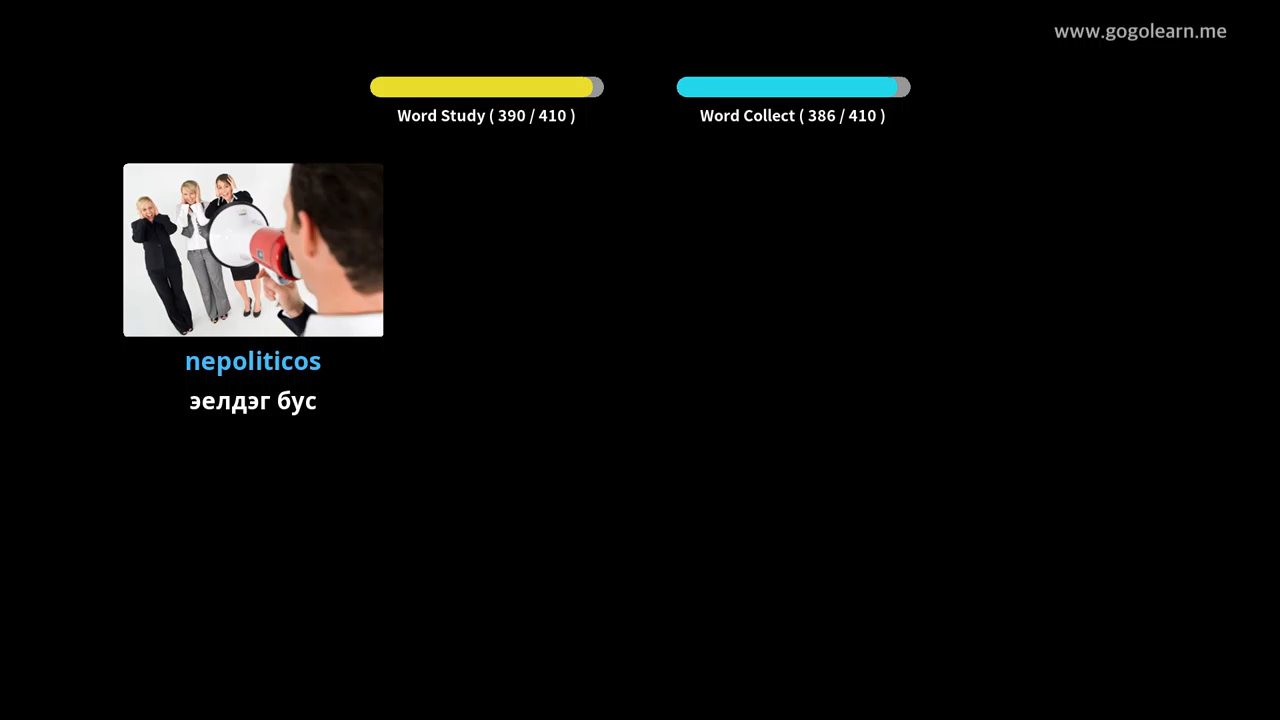 www.gogolearn.me
Word Study ( 390 / 410 )
Word Collect ( 386 / 410 )
nepoliticos
эелдэг бус